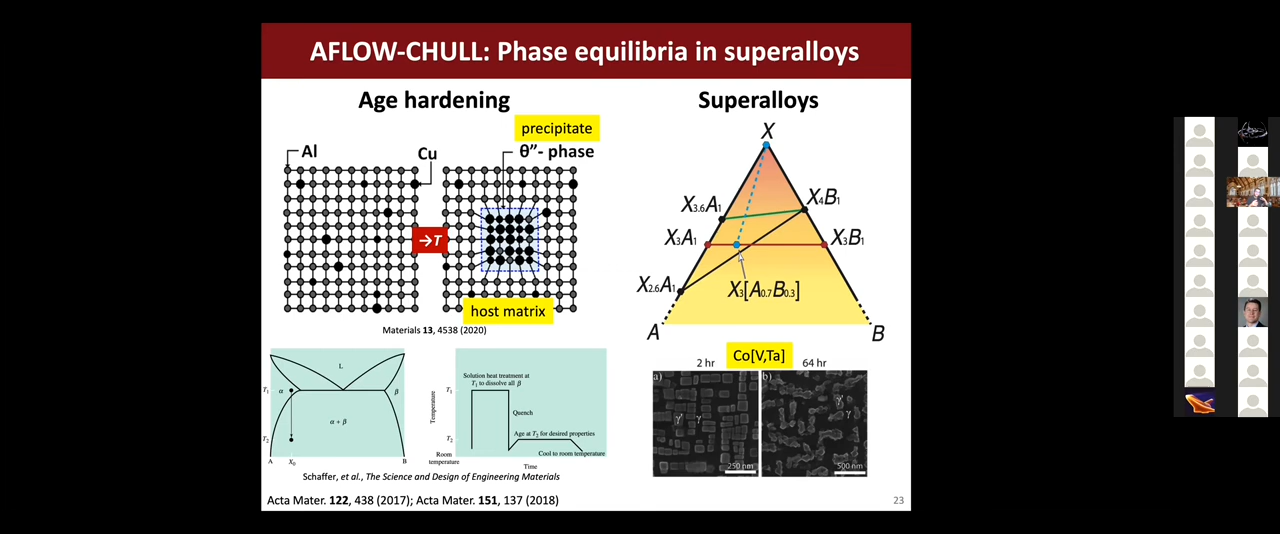 AFLOW-CHULL: Phase equilibria in superalloys
Age hardening
precipitate
Al
Cu
θ”- phase
→T
host matrix
Materials 13, 4538 (2020)
L
T₁
α
β
α + β
T₂
A
X₀
B
Temperature
T₁
T₂
Room
temperature
Solution heat treatment at
T₁ to dissolve all β
Quench
Age at T₂ for desired properties
Cool to room temperature
Time
Schaffer, et al., The Science and Design of Engineering Materials
Superalloys
X
X₃.₆A₁
X₄B₁
X₃A₁
X₃B₁
X₂.₆A₁
X₃[A₀.₇B₀.₃]
A
B
2 hr
Co[V,Ta]
64 hr
a)
γ'
γ
250 nm
b)
γ'
γ
500 nm
Acta Mater. 122, 438 (2017); Acta Mater. 151, 137 (2018)
23